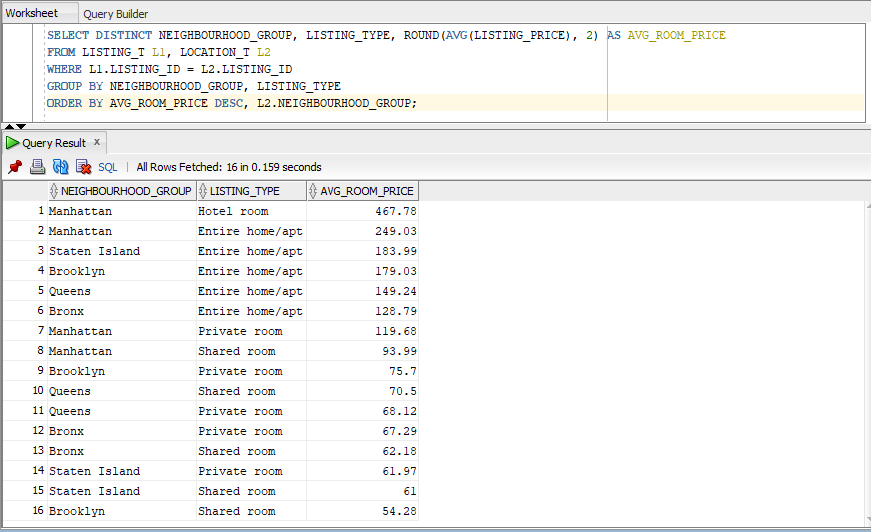 Worksheet Query Builder
SELECT DISTINCT NEIGHBOURHOOD_GROUP, LISTING_TYPE, ROUND(AVG(LISTING_PRICE), 2) AS AVG_ROOM_PRICE
FROM LISTING_T L1, LOCATION_T L2
WHERE L1.LISTING_ID = L2.LISTING_ID
GROUP BY NEIGHBOURHOOD_GROUP, LISTING_TYPE
ORDER BY AVG_ROOM_PRICE DESC, L2.NEIGHBOURHOOD_GROUP;
Query Result x
SQL | All Rows Fetched: 16 in 0.159 seconds
NEIGHBOURHOOD_GROUP LISTING_TYPE AVG_ROOM_PRICE
1 Manhattan Hotel room 467.78
2 Manhattan Entire home/apt 249.03
3 Staten Island Entire home/apt 183.99
4 Brooklyn Entire home/apt 179.03
5 Queens Entire home/apt 149.24
6 Bronx Entire home/apt 128.79
7 Manhattan Private room 119.68
8 Manhattan Shared room 93.99
9 Brooklyn Private room 75.7
10 Queens Shared room 70.5
11 Queens Private room 68.12
12 Bronx Private room 67.29
13 Bronx Shared room 62.18
14 Staten Island Private room 61.97
15 Staten Island Shared room 61
16 Brooklyn Shared room 54.28